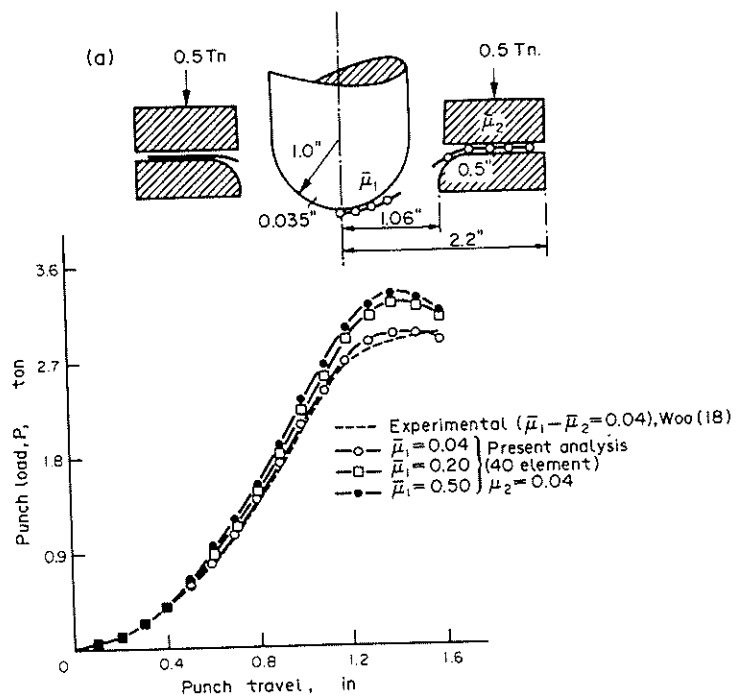 (a)
0.5 Tn
0.5 Tn.
μ̄₂
1.0"
μ̄₁
0.5"
0.035"
1.06"
2.2"
3.6
2.7
1.8
0.9
0
0.4
0.8
1.2
1.6
Punch load, P, ton
Punch travel, in
Experimental (μ̄₁–μ̄₂=0.04), Woo (18)
μ̄₁=0.04 } Present analysis
μ̄₁=0.20 (40 element)
μ̄₁=0.50 μ₂=0.04